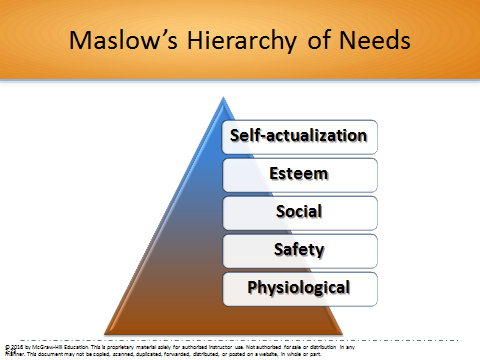 Maslow's Hierarchy of Needs
Self-actualization
Esteem
Social
Safety
Physiological
© 2016 by McGraw-Hill Education. This is proprietary material solely for authorized instructor use. Not authorized for sale or distribution in any
manner. This document may not be copied, scanned, duplicated, forwarded, distributed, or posted on a website, in whole or part.